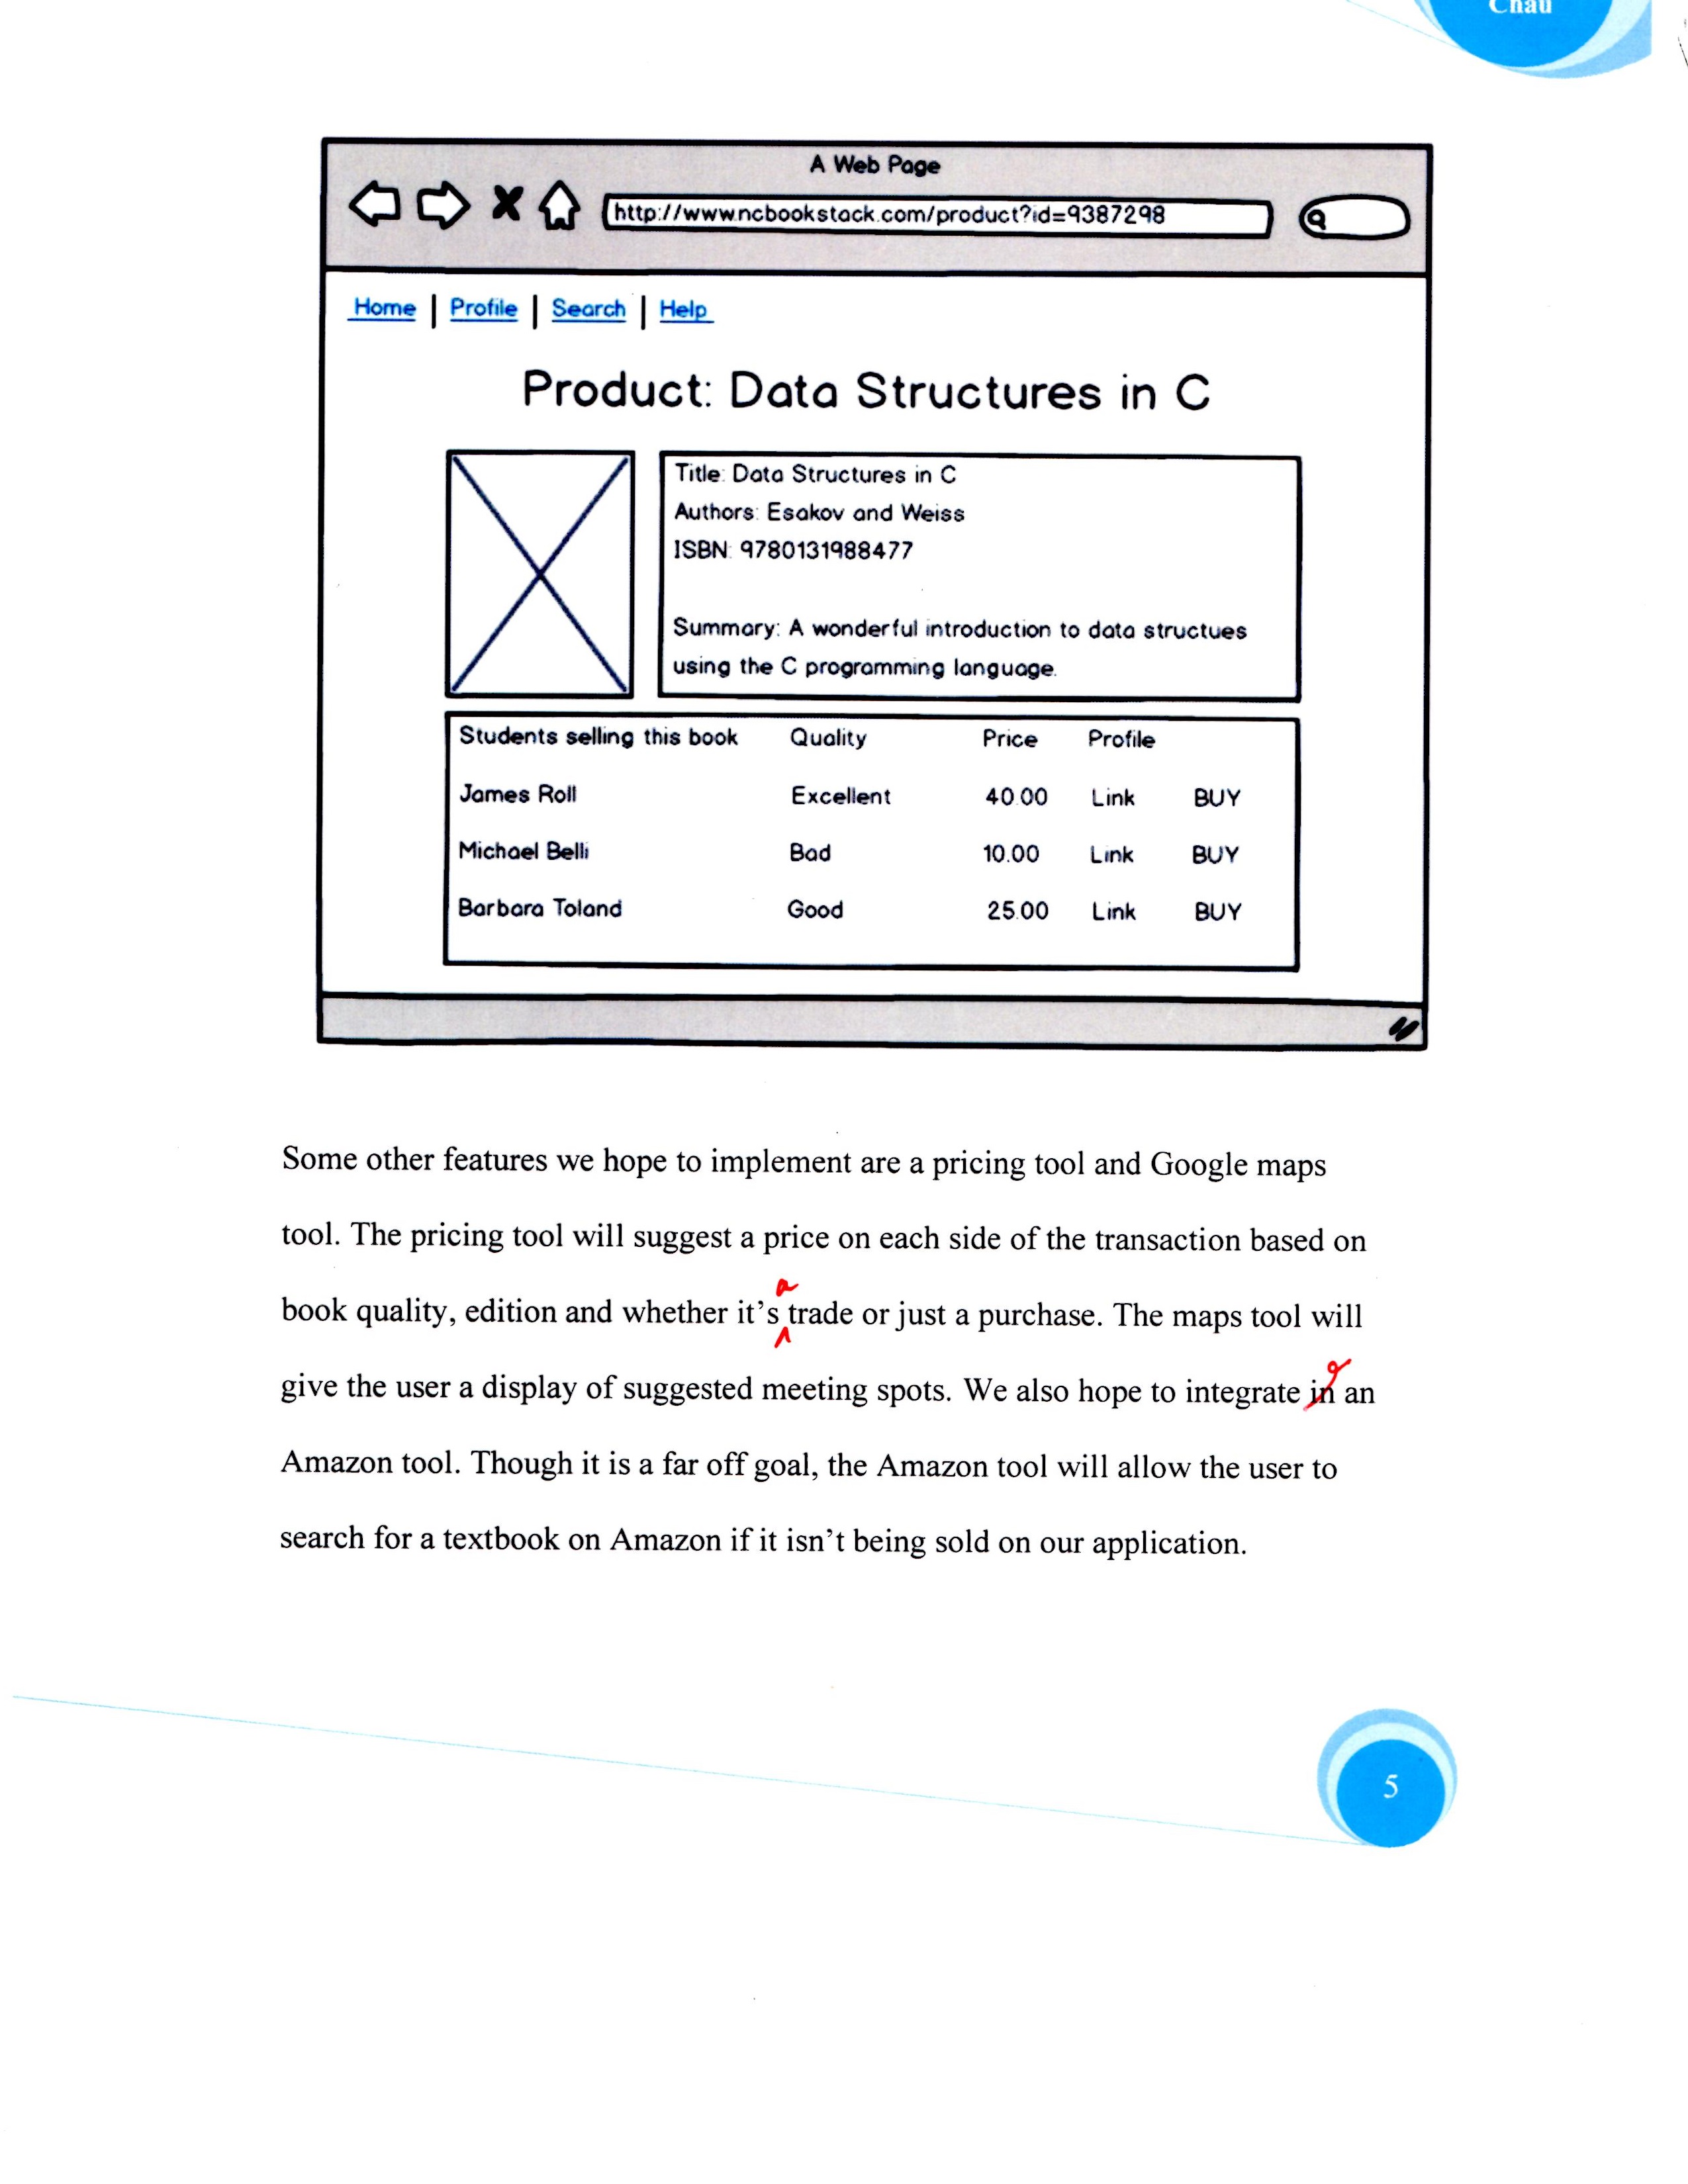 Chau
A Web Page
http://www.ncbookstack.com/product?id=9387298
Home | Profile | Search | Help
Product: Data Structures in C
Title: Data Structures in C
Authors: Esakov and Weiss
ISBN: 9780131988477
Summary: A wonderful introduction to data structues
using the C programming language.
Students selling this book Quality Price Profile
James Roll Excellent 40.00 Link BUY
Michael Belli Bad 10.00 Link BUY
Barbara Toland Good 25.00 Link BUY
Some other features we hope to implement are a pricing tool and Google maps
tool. The pricing tool will suggest a price on each side of the transaction based on
a
book quality, edition and whether it's trade or just a purchase. The maps tool will
give the user a display of suggested meeting spots. We also hope to integrate in an
Amazon tool. Though it is a far off goal, the Amazon tool will allow the user to
search for a textbook on Amazon if it isn't being sold on our application.
5